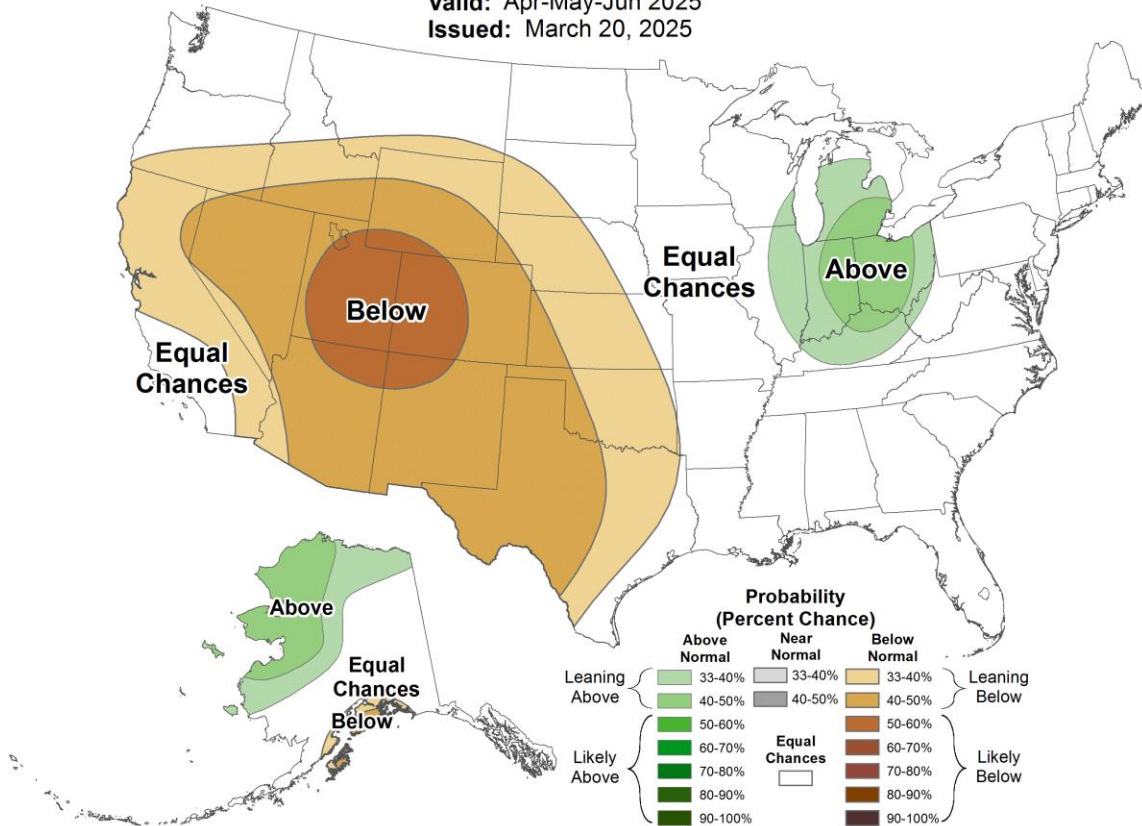 Valid: Apr-May-Jun 2025
Issued: March 20, 2025
Equal
Chances
Above
Below
Equal
Chances
Above
Equal
Chances
Below
Probability
(Percent Chance)
Above
Normal
Near
Normal
Below
Normal
Leaning
Above
33-40%
33-40%
33-40%
Leaning
Below
40-50%
40-50%
40-50%
Likely
Above
50-60%
60-70%
70-80%
80-90%
90-100%
Equal
Chances
50-60%
60-70%
70-80%
80-90%
90-100%
Likely
Below